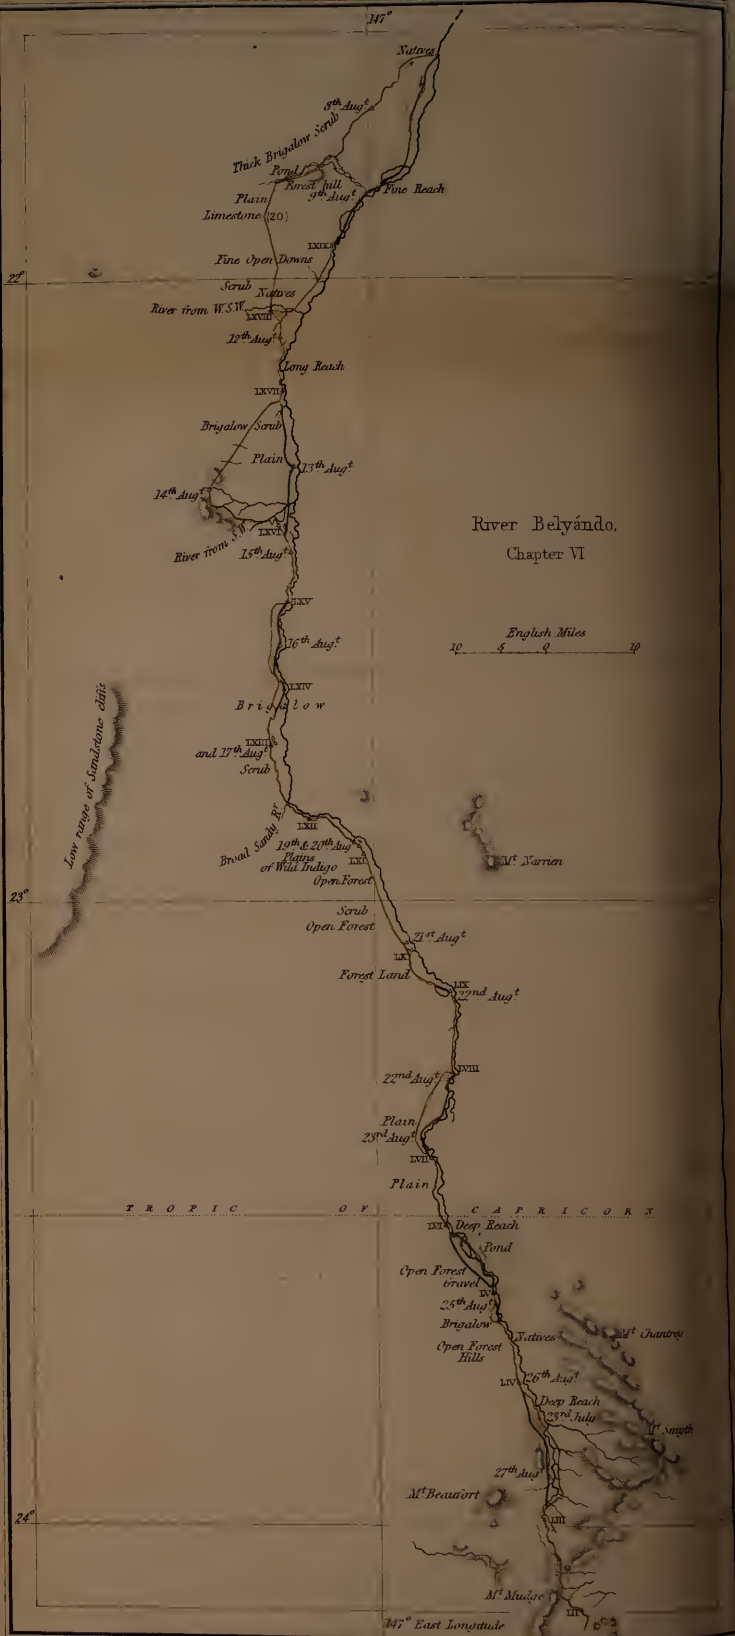 147°
Natives
8th Augt
Thick Brigalow Scrub
Pond
Forest hill
9th Augt
Fine Reach
Plain
Limestone (20)
LXIX
Fine Open Downs
22°
Scrub
Natives
River from W.S.W.
LXVIII
12th Augt
Long Reach
LXVII
Brigalow Scrub
Plain
13th Augt
14th Augt
River from S.W.
LXVI
15th Augt
River Belyándo,
Chapter VI
English Miles
10 5 0 10
LXV
16th Augt
LXIV
Brigalow
LXIII
and 17th Augt
Scrub
Low range of Sandstone cliffs
Broad Sandy Rr
LXII
19th & 20th Augt
Plains
of Wild Indigo
LXI
Open Forest
Mt Narrien
23°
Scrub
Open Forest
21st Augt
LX
Forest Land
LIX
22nd Augt
LVIII
22nd Augt
Plain
23rd Augt
LVII
Plain
TROPIC OF CAPRICORN
LVI
Deep Reach
Pond
Open Forest
Gravel
LV
25th Augt
Brigalow
Natives
Mt Chantrey
Open Forest
Hills
LIV
26th Augt
Deep Reach
23rd July
Mt Smyth
27th Aug
Mt Beaufort
24°
LIII
Mt Mudge
LII
147° East Longitude